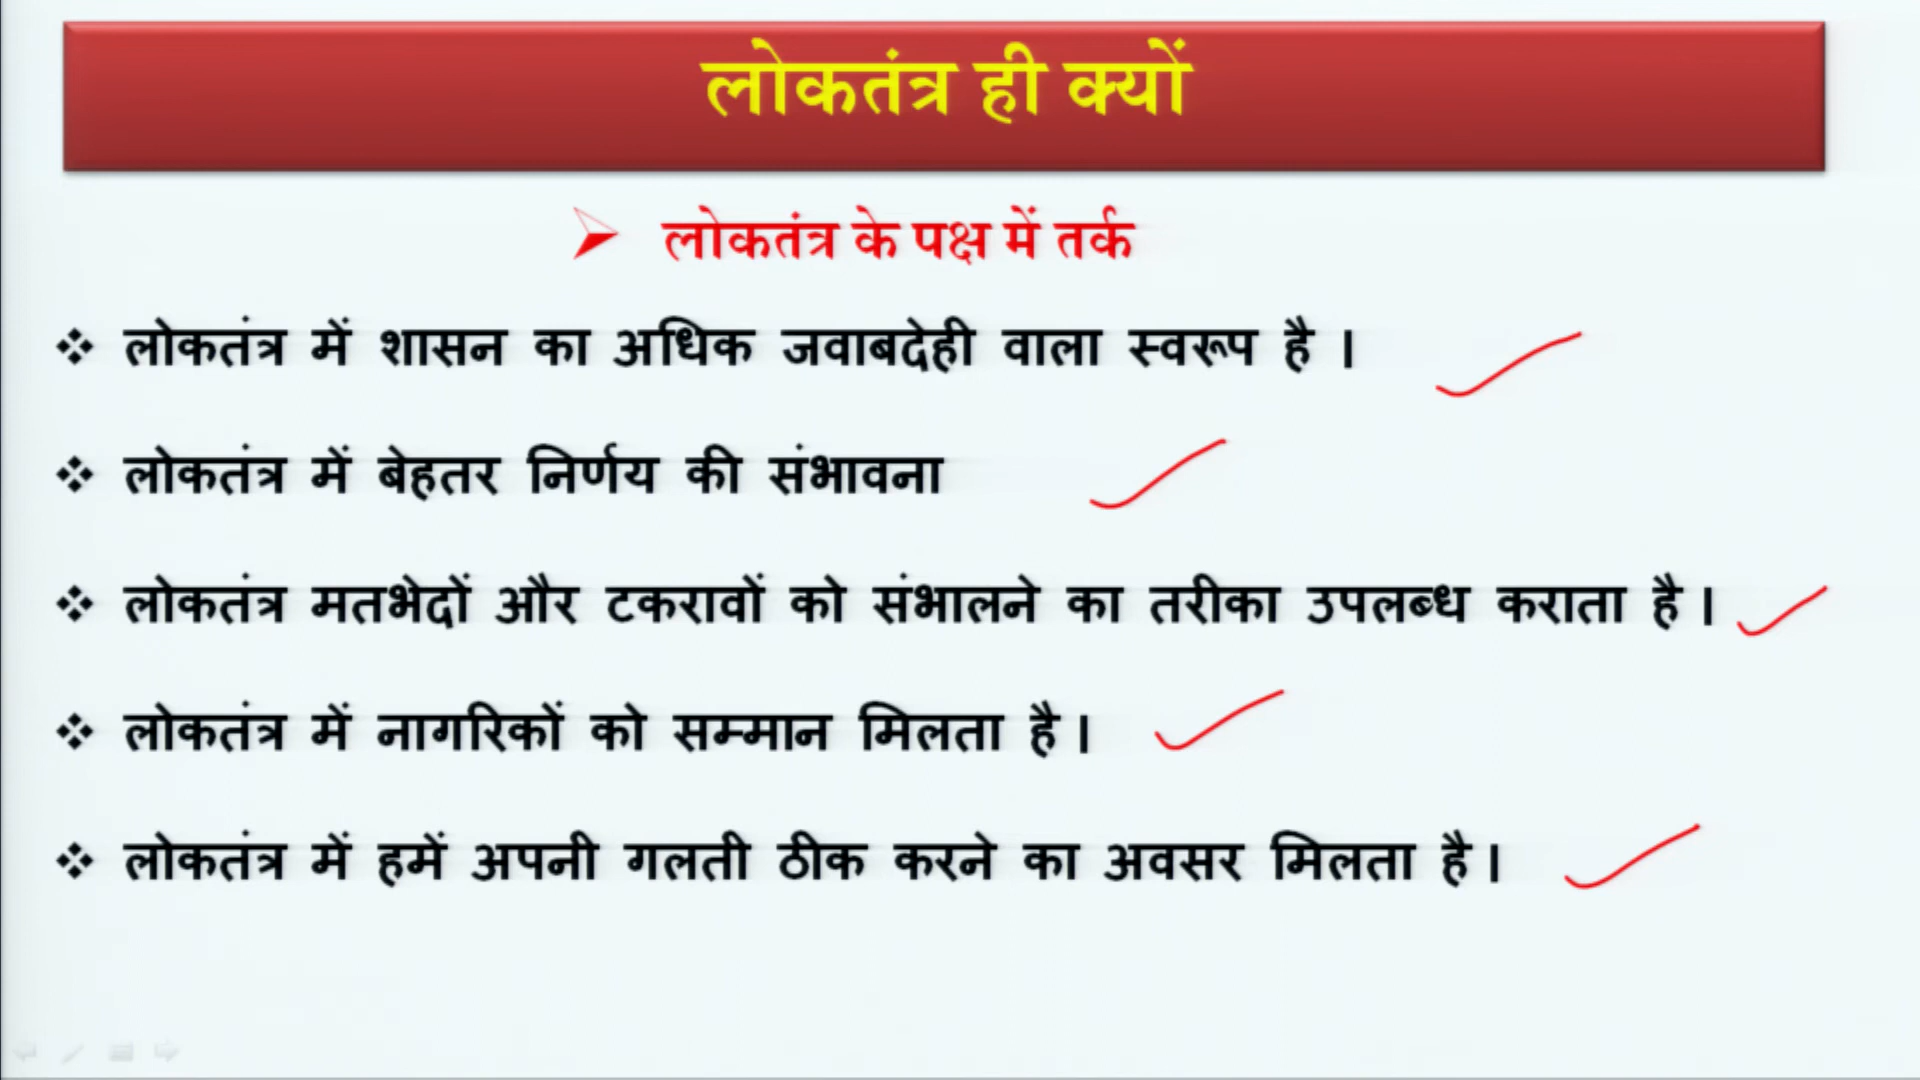 लोकतंत्र ही क्यों
लोकतंत्र के पक्ष में तर्क
लोकतंत्र में शासन का अधिक जवाबदेही वाला स्वरूप है ।
लोकतंत्र में बेहतर निर्णय की संभावना
लोकतंत्र मतभेदों और टकरावों को संभालने का तरीका उपलब्ध कराता है ।
लोकतंत्र में नागरिकों को सम्मान मिलता है ।
लोकतंत्र में हमें अपनी गलती ठीक करने का अवसर मिलता है ।